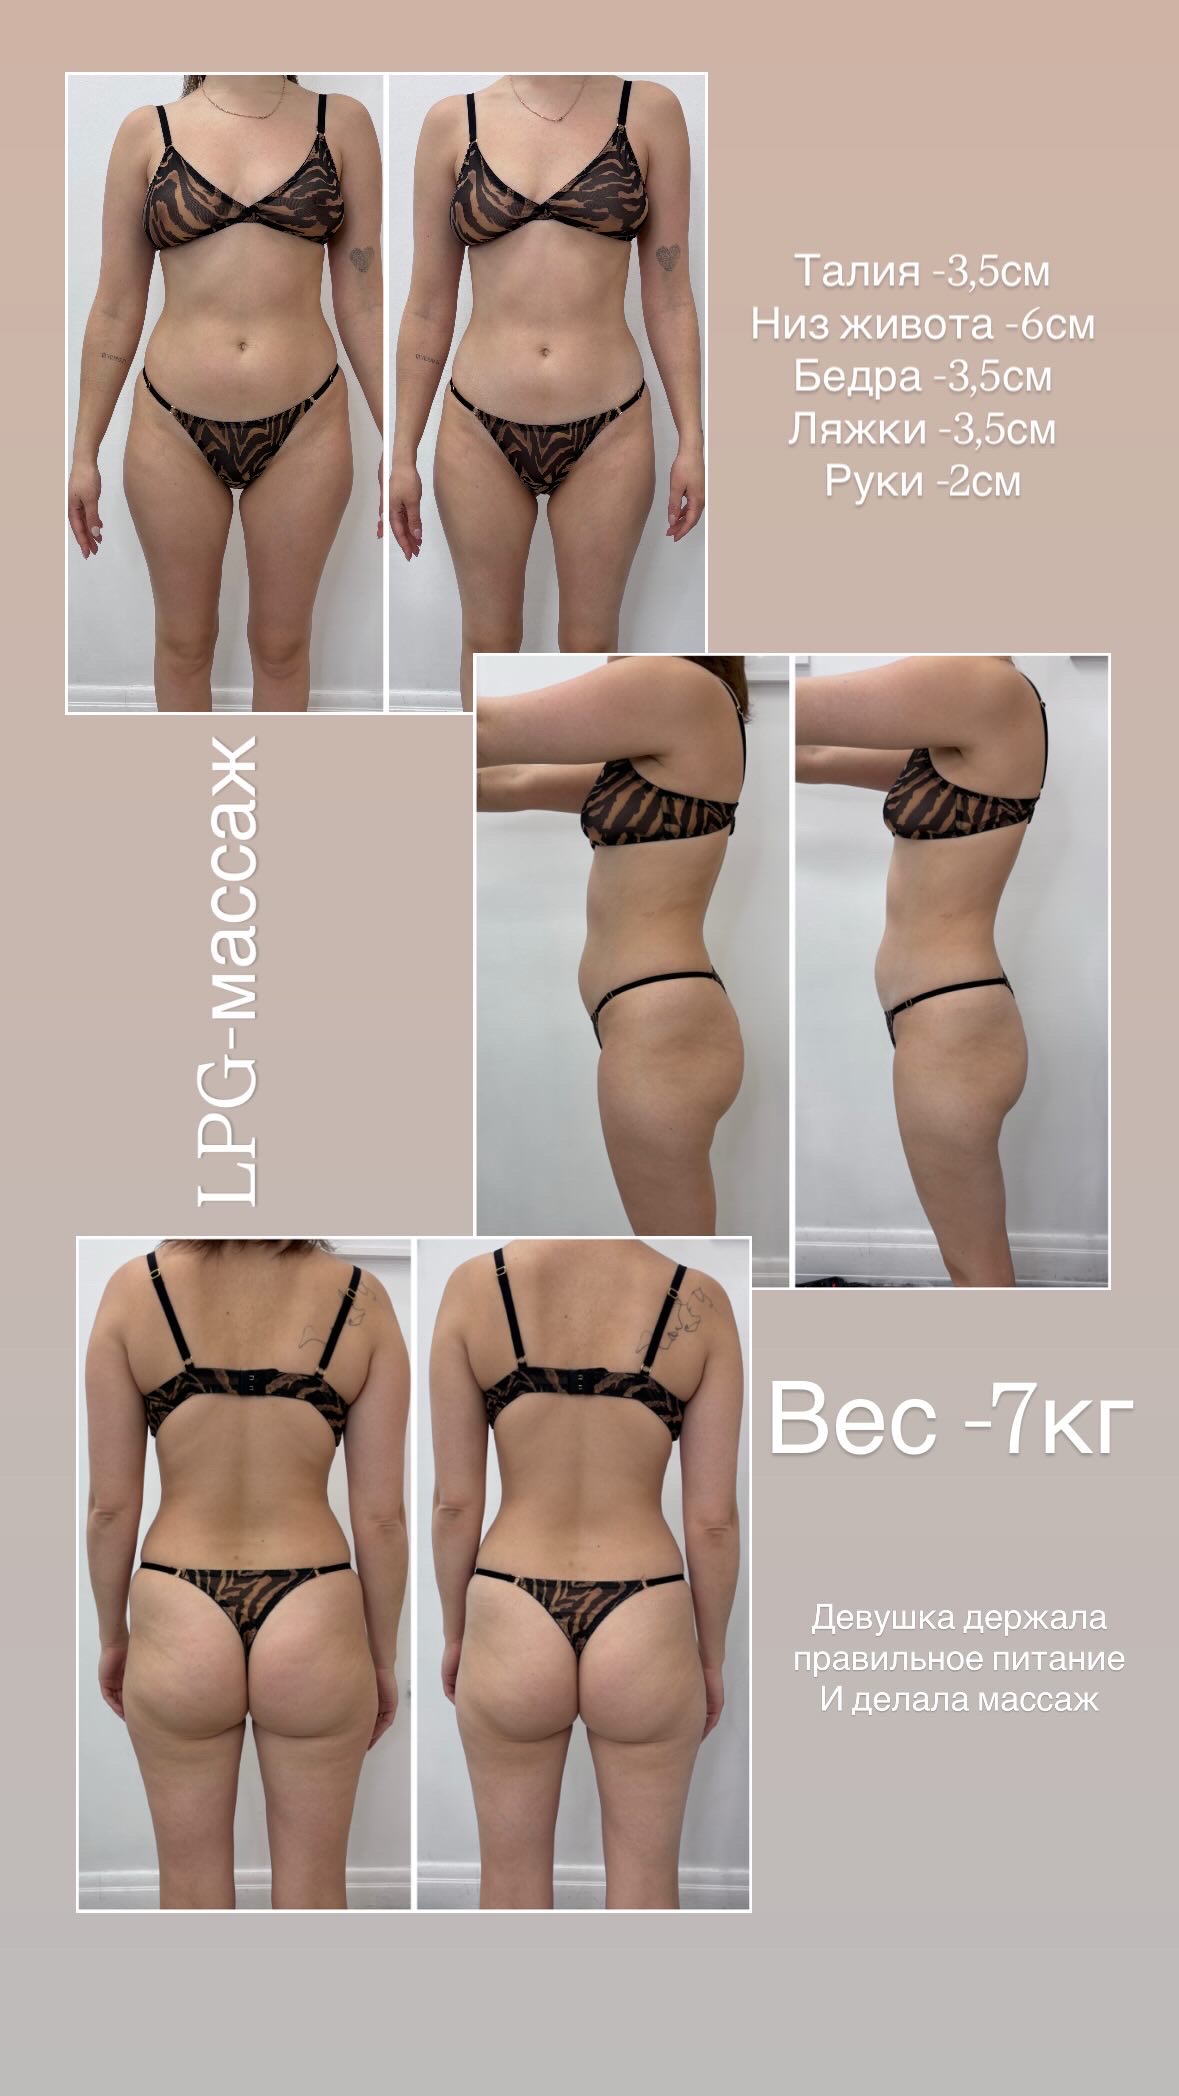 Талия -3,5см
Низ живота -6см
Бедра -3,5см
Ляжки -3,5см
Руки -2см
LPG-массаж
Вес -7кг
Девушка держала
правильное питание
И делала массаж